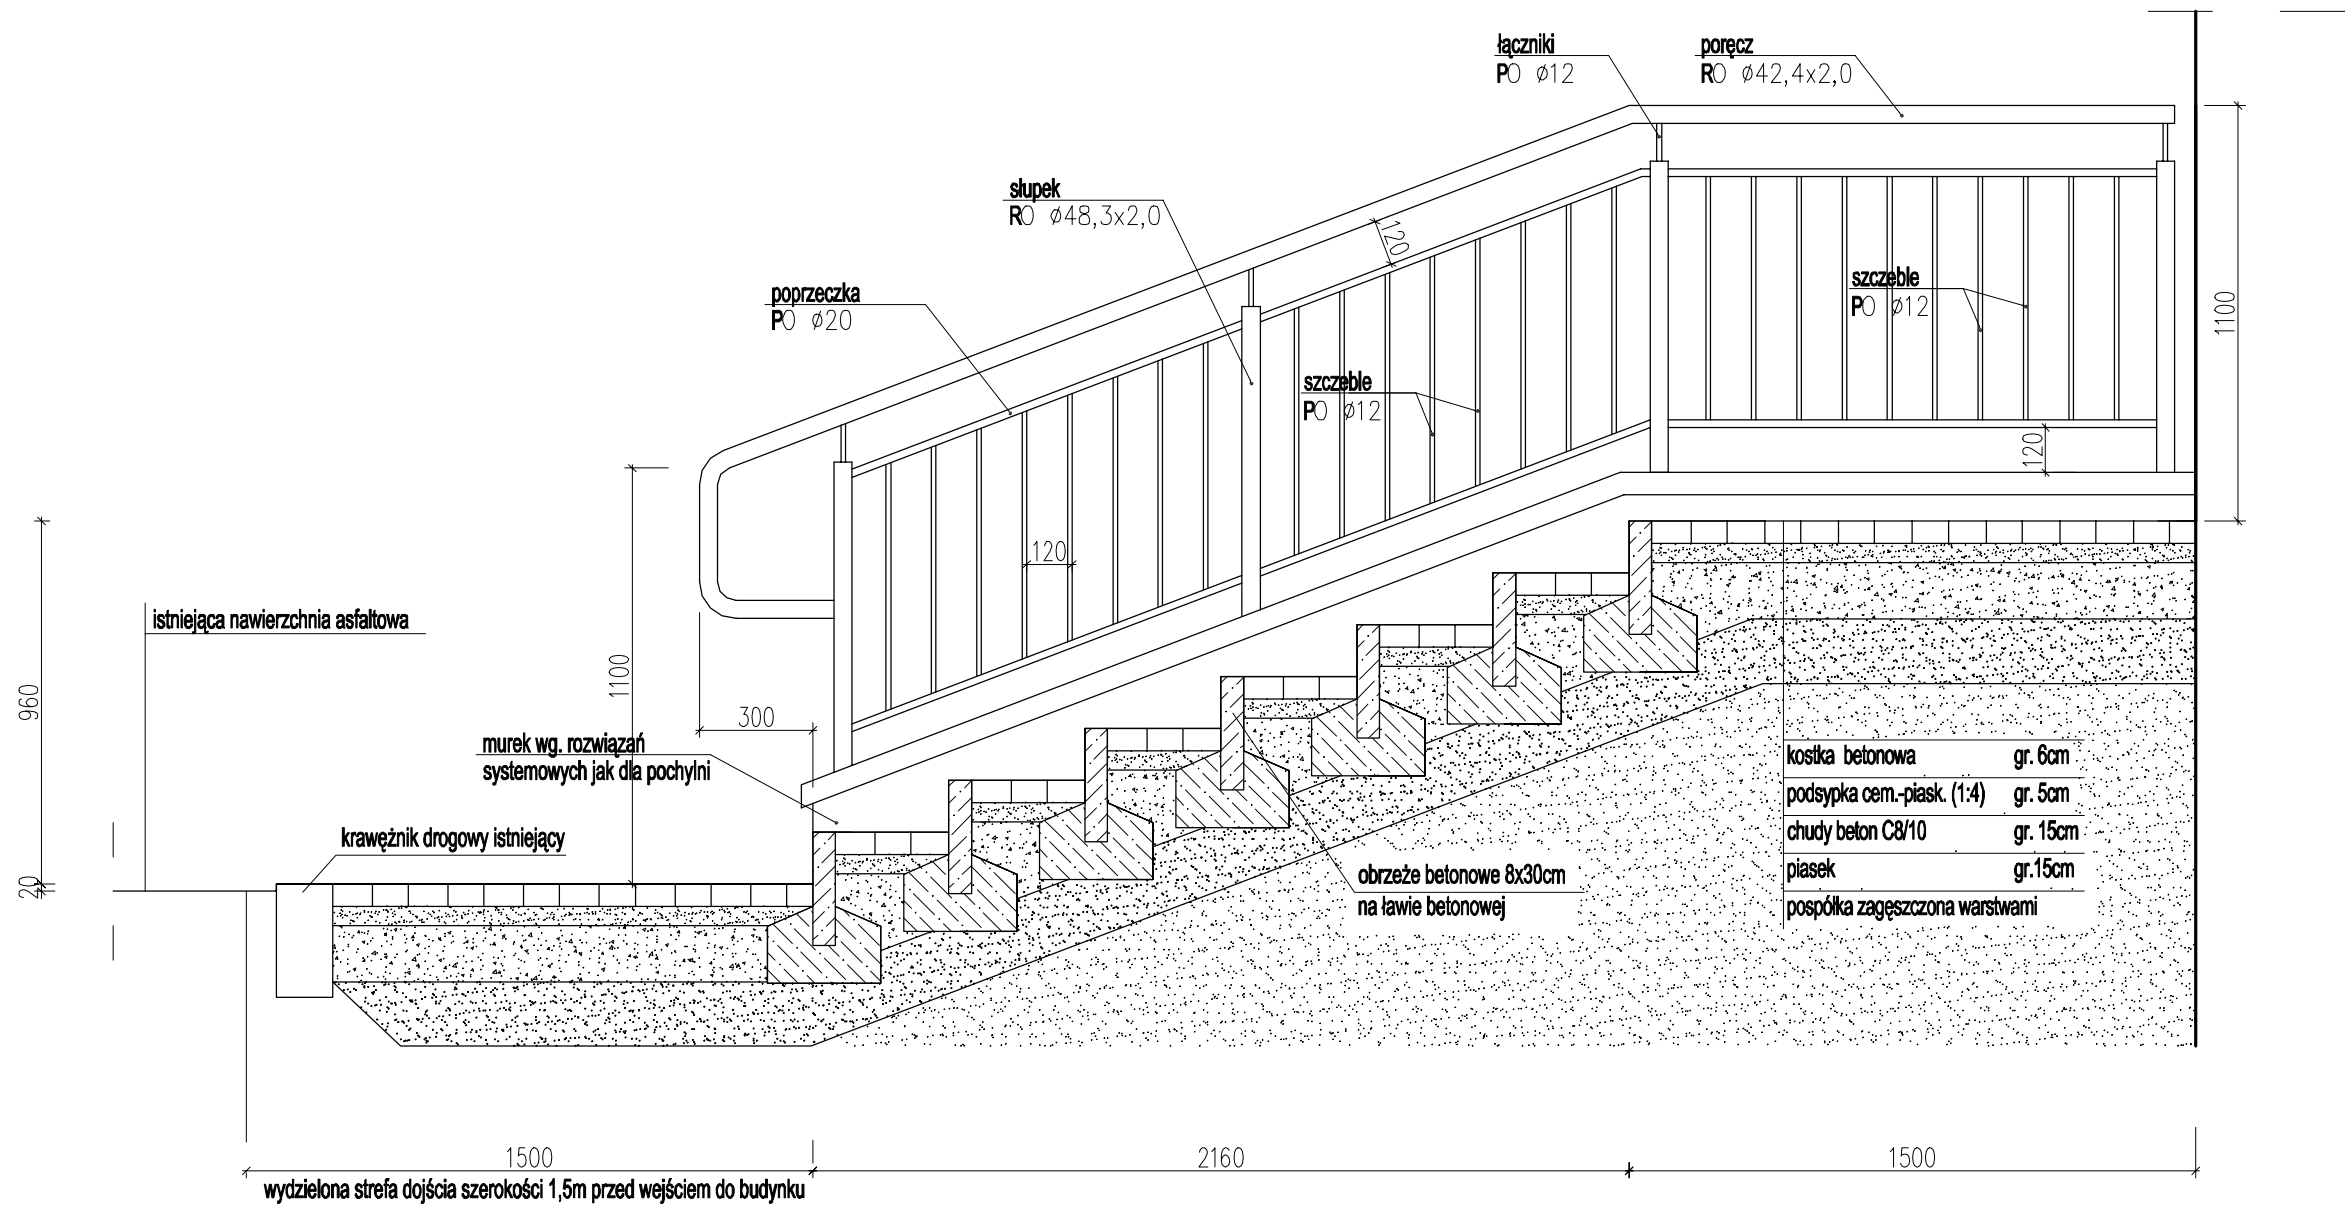 łączniki
PO ø12
poręcz
RO ø42,4x2,0
słupek
RO ø48,3x2,0
120
poprzeczka
PO ø20
szczeble
PO ø12
1100
szczeble
PO ø12
120
120
istniejąca nawierzchnia asfaltowa
1100
960
300
murek wg. rozwiązań
systemowych jak dla pochylni
krawężnik drogowy istniejący
20
kostka betonowa gr. 6cm
podsypka cem.-piask. (1:4) gr. 5cm
chudy beton C8/10 gr. 15cm
piasek gr.15cm
pospółka zagęszczona warstwami
obrzeże betonowe 8x30cm
na ławie betonowej
1500
2160
1500
wydzielona strefa dojścia szerokości 1,5m przed wejściem do budynku